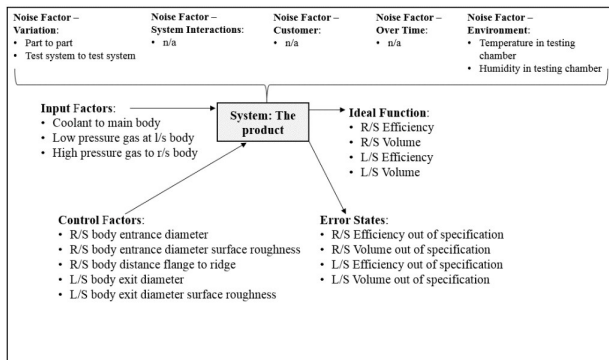 Noise Factor –
Variation:
• Part to part
• Test system to test system
Noise Factor –
System Interactions:
• n/a
Noise Factor –
Customer:
• n/a
Noise Factor –
Over Time:
• n/a
Noise Factor –
Environment:
• Temperature in testing
chamber
• Humidity in testing chamber
Input Factors:
• Coolant to main body
• Low pressure gas at l/s body
• High pressure gas to r/s body
System: The
product
Ideal Function:
• R/S Efficiency
• R/S Volume
• L/S Efficiency
• L/S Volume
Control Factors:
• R/S body entrance diameter
• R/S body entrance diameter surface roughness
• R/S body distance flange to ridge
• L/S body exit diameter
• L/S body exit diameter surface roughness
Error States:
• R/S Efficiency out of specification
• R/S Volume out of specification
• L/S Efficiency out of specification
• L/S Volume out of specification